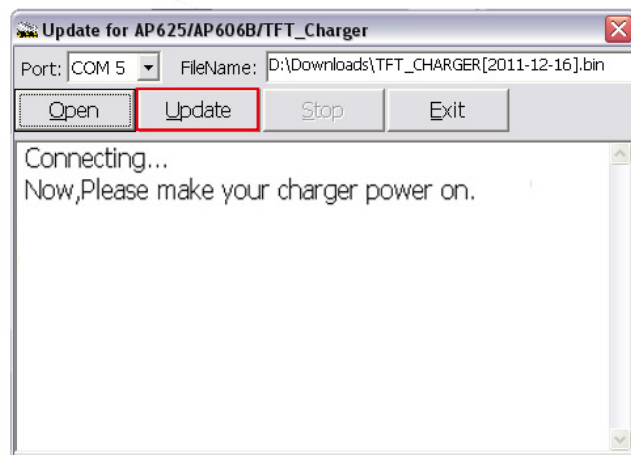 Update for AP625/AP606B/TFT_Charger
Port: COM 5 FileName: D:\Downloads\TFT_CHARGER[2011-12-16].bin
Open Update Stop Exit
Connecting...
Now,Please make your charger power on.